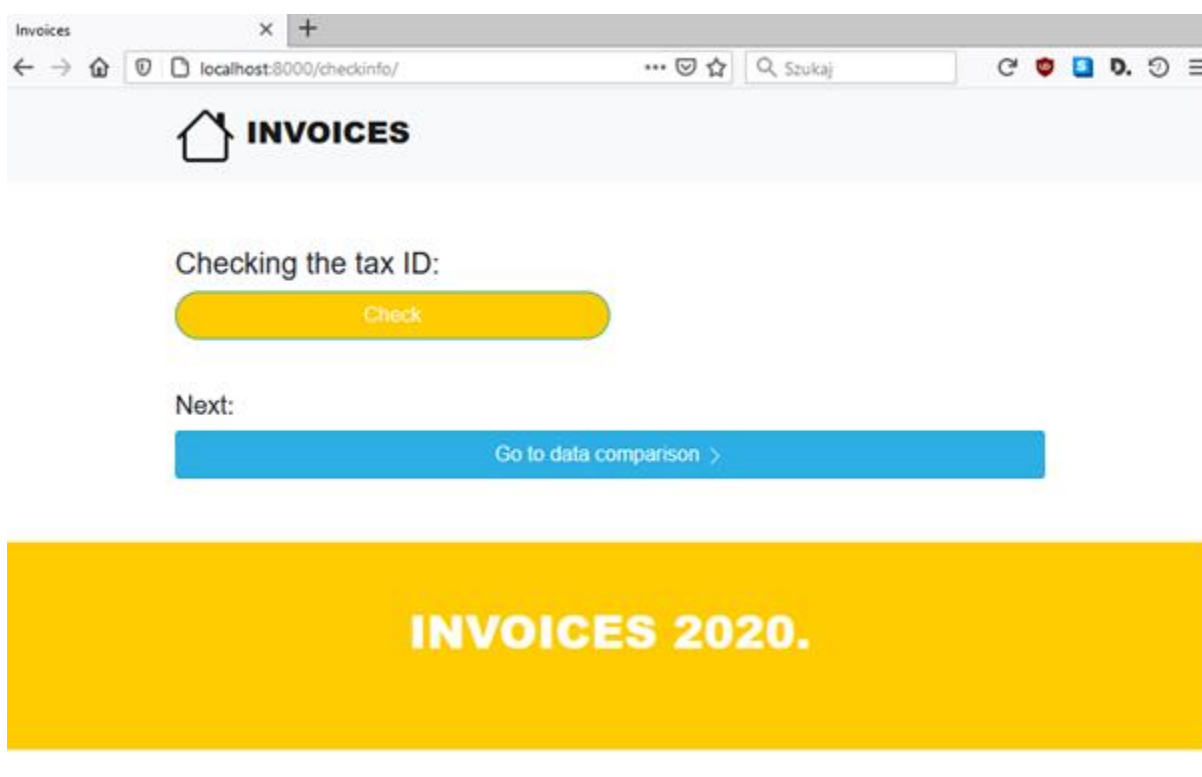 Invoices
localhost:8000/checkinfo/
Szukaj
S D.
INVOICES
Checking the tax ID:
Check
Next:
Go to data comparison >
INVOICES 2020.